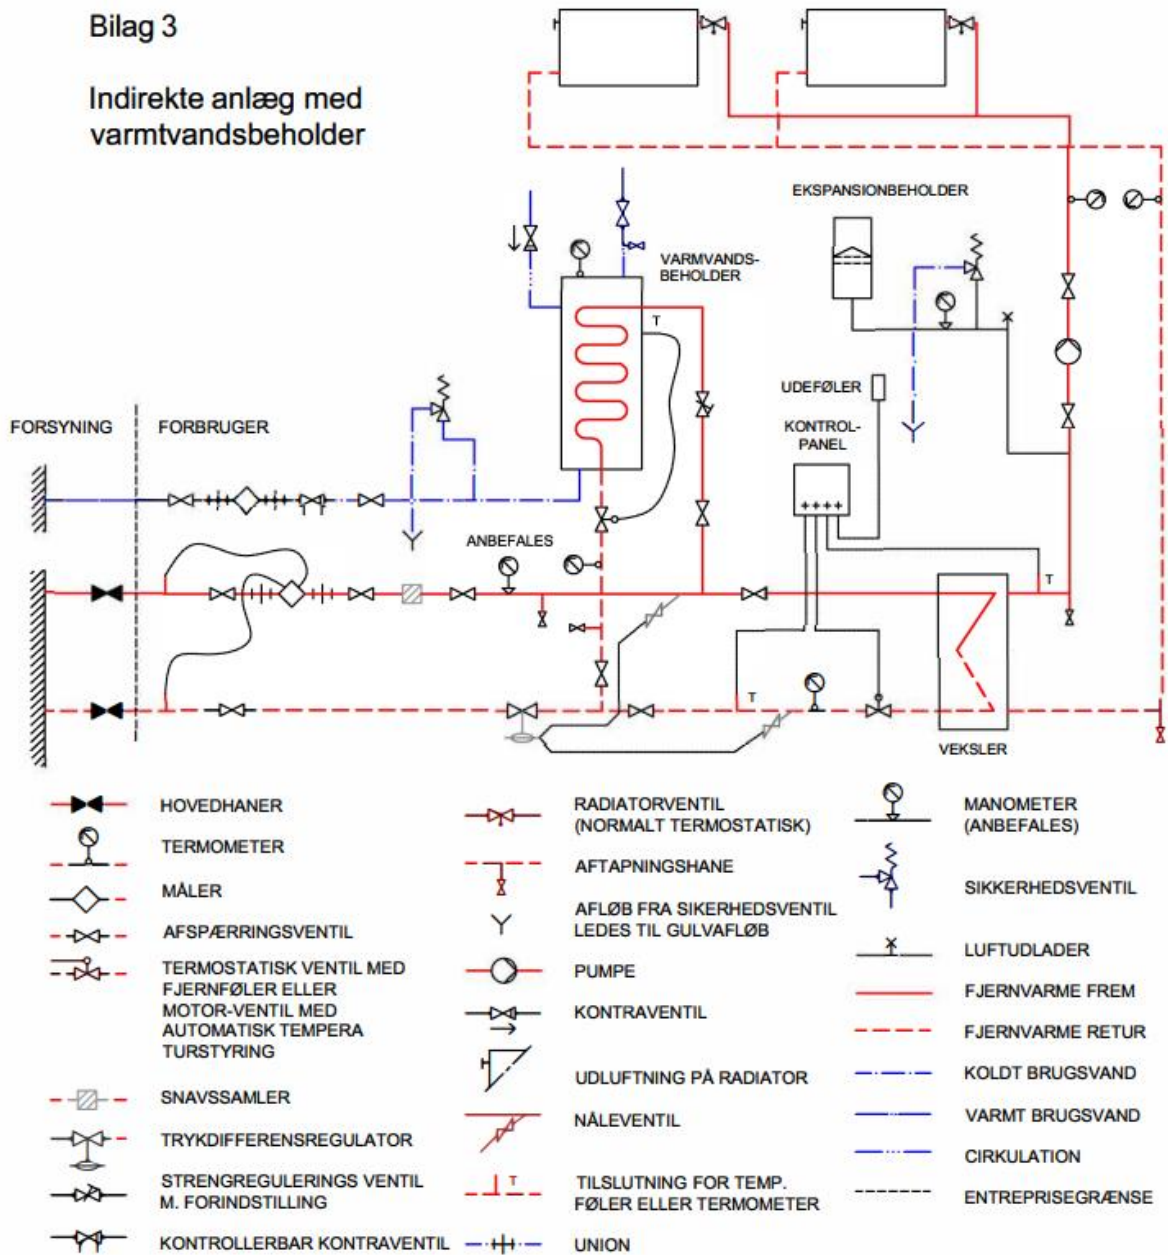 Bilag 3
Indirekte anlæg med
varmtvandsbeholder
EKSPANSIONBEHOLDER
VARMVANDS-
BEHOLDER
T
UDEFØLER
KONTROL-
PANEL
FORSYNING
FORBRUGER
ANBEFALES
T
T
VEKSLER
HOVEDHANER
TERMOMETER
MÅLER
AFSPÆRRINGSVENTIL
TERMOSTATISK VENTIL MED
FJERNFØLER ELLER
MOTOR-VENTIL MED
AUTOMATISK TEMPERA
TURSTYRING
SNAVSSAMLER
TRYKDIFFERENSREGULATOR
STRENGREGULERINGS VENTIL
M. FORINDSTILLING
KONTROLLERBAR KONTRAVENTIL
RADIATORVENTIL
(NORMALT TERMOSTATISK)
AFTAPNINGSHANE
AFLØB FRA SIKERHEDSVENTIL
LEDES TIL GULVAFLØB
PUMPE
KONTRAVENTIL
UDLUFTNING PÅ RADIATOR
NÅLEVENTIL
T
TILSLUTNING FOR TEMP.
FØLER ELLER TERMOMETER
UNION
MANOMETER
(ANBEFALES)
SIKKERHEDSVENTIL
LUFTUDLADER
FJERNVARME FREM
FJERNVARME RETUR
KOLDT BRUGSVAND
VARMT BRUGSVAND
CIRKULATION
ENTREPRISEGRÆNSE